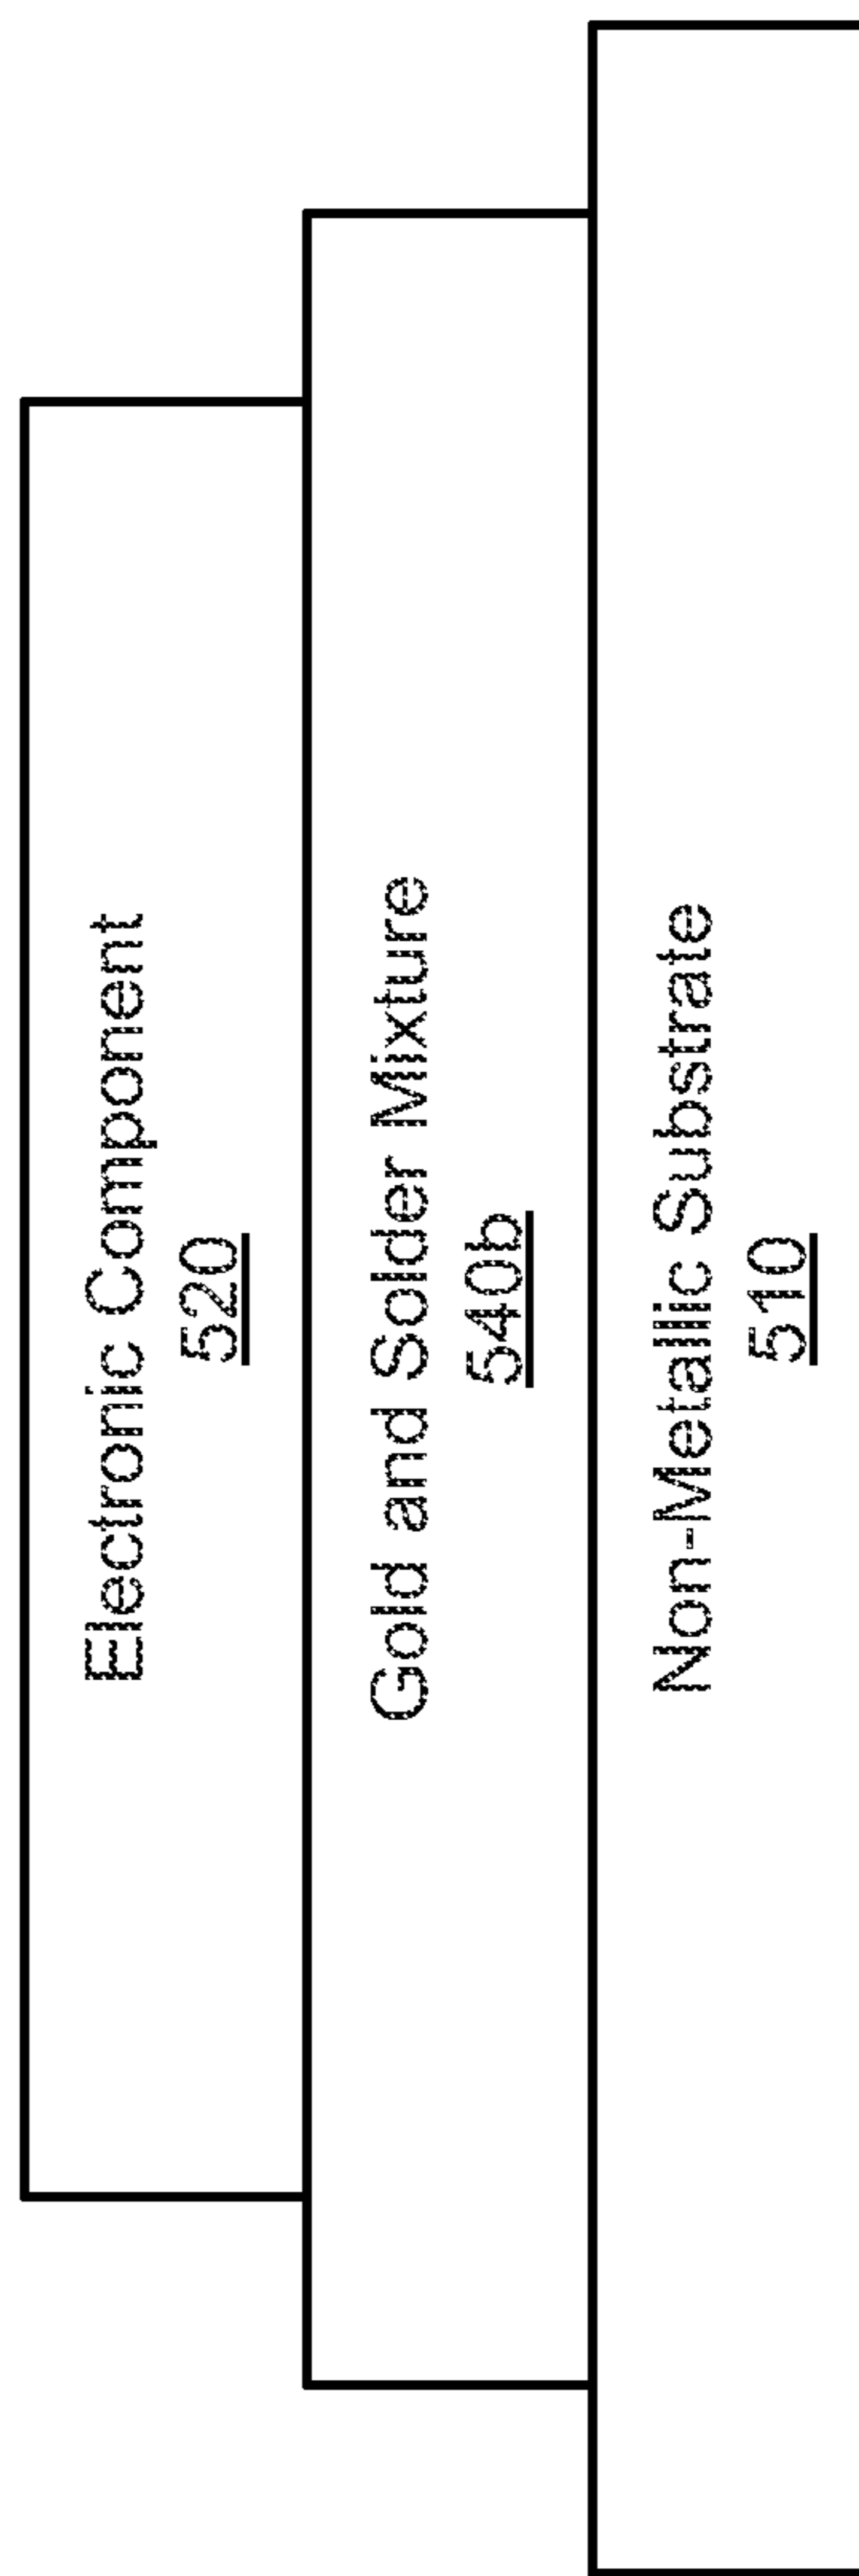 Electronic Component
520
Gold and Solder Mixture
540b
Non-Metallic Substrate
510